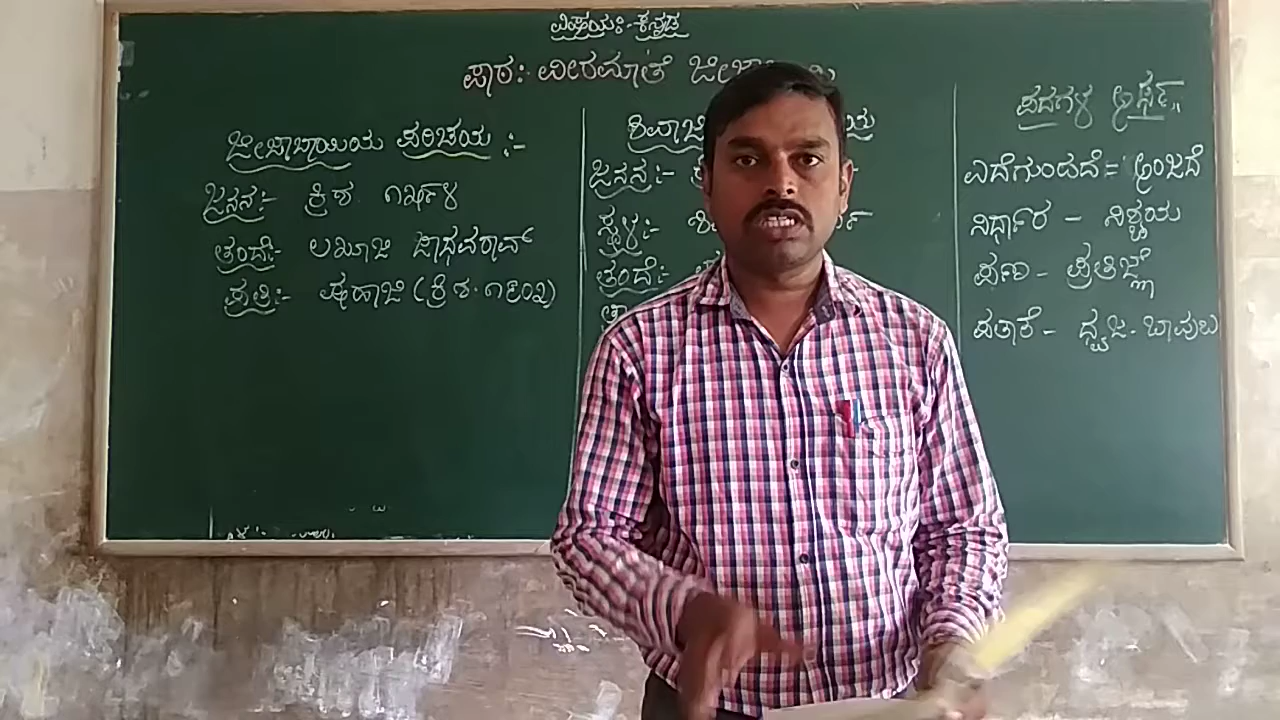 ವಿಷಯ:- ಕನ್ನಡ
ಪಾಠ:- ವೀರಮಾತೆ ಜೀಜಾಬಾಯಿ
ಜೀಜಾಬಾಯಿಯ ಪರಿಚಯ :-
ಜನನ:- ಕ್ರಿ ಶ ೧೫೯೪
ತಂದೆ:- ಲಖೂಜಿ ಜಾಧವರಾವ್
ಪತಿ:- ಷಹಾಜಿ (ಕ್ರಿ ಶ. ೧೬೦೩)
ಜನನ:-
ಸ್ಥಳ:-
ತಂದೆ:-
ಪದಗಳ ಅರ್ಥ
ಎದೆಗುಂದದೆ = ಅಂಜದೆ
ನಿರ್ಧಾರ - ನಿಶ್ಚಯ
ಪಣ - ಪ್ರತಿಜ್ಞೆ
ಪತಾಕೆ - ಧ್ವಜ. ಬಾವುಟ